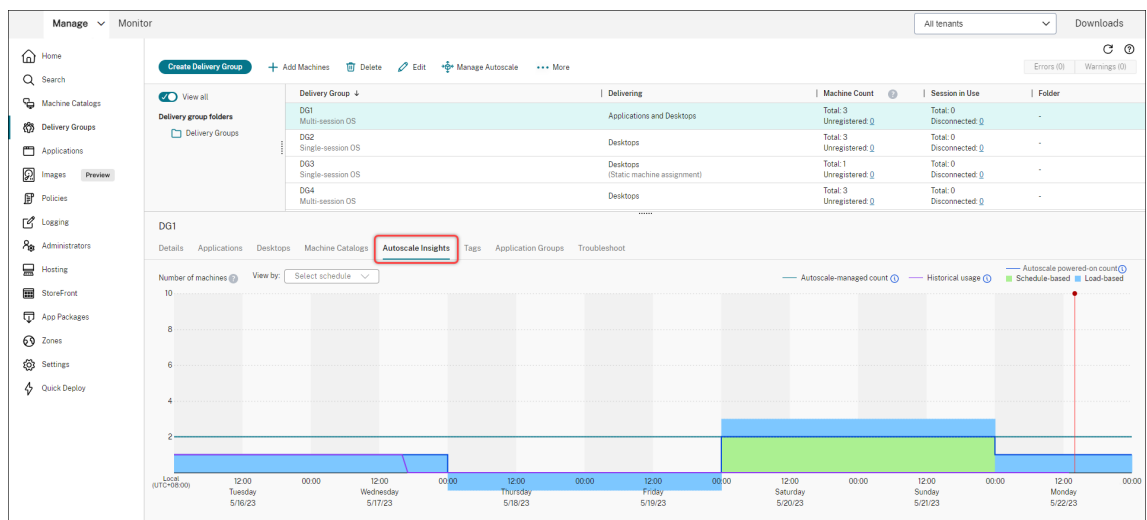 Manage Monitor All tenants Downloads
Home
Search
Machine Catalogs
Delivery Groups
Applications
Images Preview
Policies
Logging
Administrators
Hosting
StoreFront
App Packages
Zones
Settings
Quick Deploy
Create Delivery Group Add Machines Delete Edit Manage Autoscale More Errors (0) Warnings (0)
View all
Delivery group folders
Delivery Groups
Delivery Group ↓ Delivering Machine Count Session in Use Folder
DG1 Applications and Desktops Total: 3 Total: 0 -
Multi-session OS Unregistered: 0 Disconnected: 0
DG2 Desktops Total: 3 Total: 0 -
Single-session OS Unregistered: 0 Disconnected: 0
DG3 Desktops Total: 1 Total: 0 -
Single-session OS (Static machine assignment) Unregistered: 0 Disconnected: 0
DG4 Desktops Total: 3 Total: 0 -
Multi-session OS Unregistered: 0 Disconnected: 0
DG1
Details Applications Desktops Machine Catalogs Autoscale Insights Tags Application Groups Troubleshoot
Number of machines View by: Select schedule Autoscale-managed count Historical usage Autoscale powered-on count
Schedule-based Load-based
10
8
6
4
2
Local
(UTC+08:00)
12:00 00:00 12:00 00:00 12:00 00:00 12:00 00:00 12:00 00:00 12:00 00:00 12:00 00:00
Tuesday Wednesday Thursday Friday Saturday Sunday Monday
5/16/23 5/17/23 5/18/23 5/19/23 5/20/23 5/21/23 5/22/23